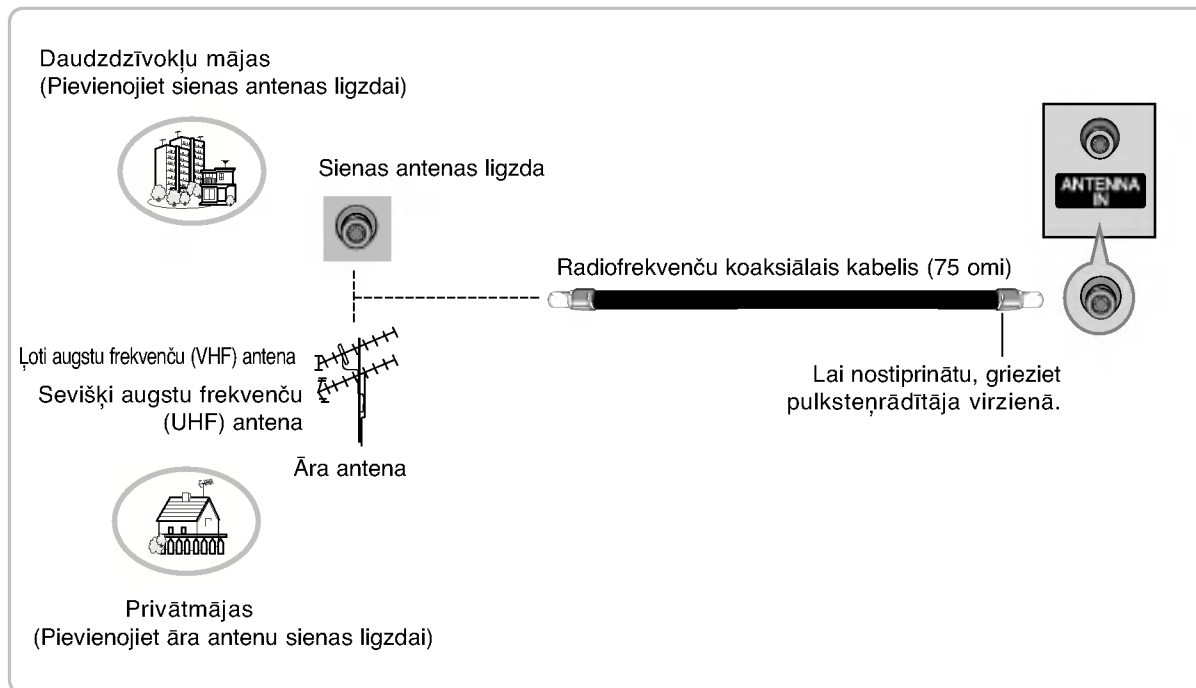 Daudzdzīvokļu mājas
(Pievienojiet sienas antenas ligzdai)
Sienas antenas ligzda
ANTENNA
IN
Radiofrekvenču koaksiālais kabelis (75 omi)
Ļoti augstu frekvenču (VHF) antena
Sevišķi augstu frekvenču
(UHF) antena
Lai nostiprinātu, grieziet
pulksteņrādītāja virzienā.
Āra antena
Privātmājas
(Pievienojiet āra antenu sienas ligzdai)